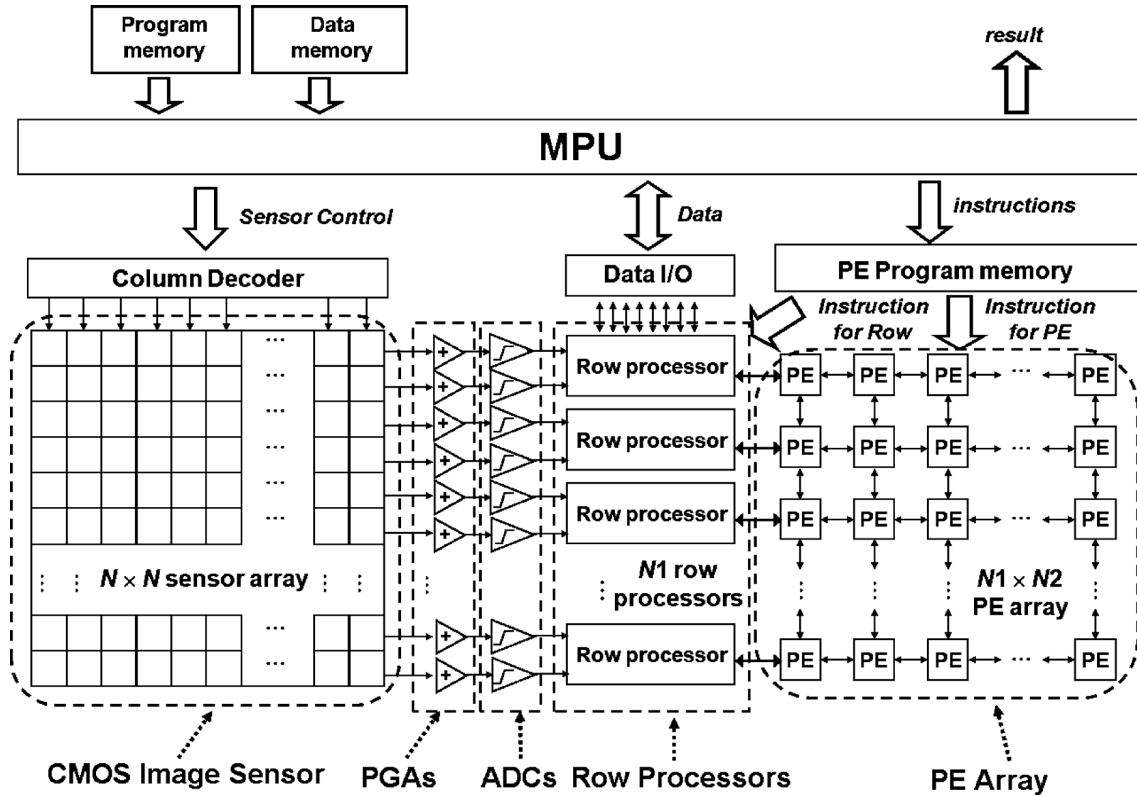 Program
memory
Data
memory
result
MPU
Sensor Control
Data
instructions
Column Decoder
Data I/O
PE Program memory
Instruction
for Row
Instruction
for PE
...
+
+
+
+
+
+
+
+
Row processor
Row processor
Row processor
Row processor
PE PE PE ... PE
PE PE PE ... PE
PE PE PE ... PE
N × N sensor array
N1 row
processors
N1 × N2
PE array
PE PE PE ... PE
CMOS Image Sensor
PGAs
ADCs
Row Processors
PE Array